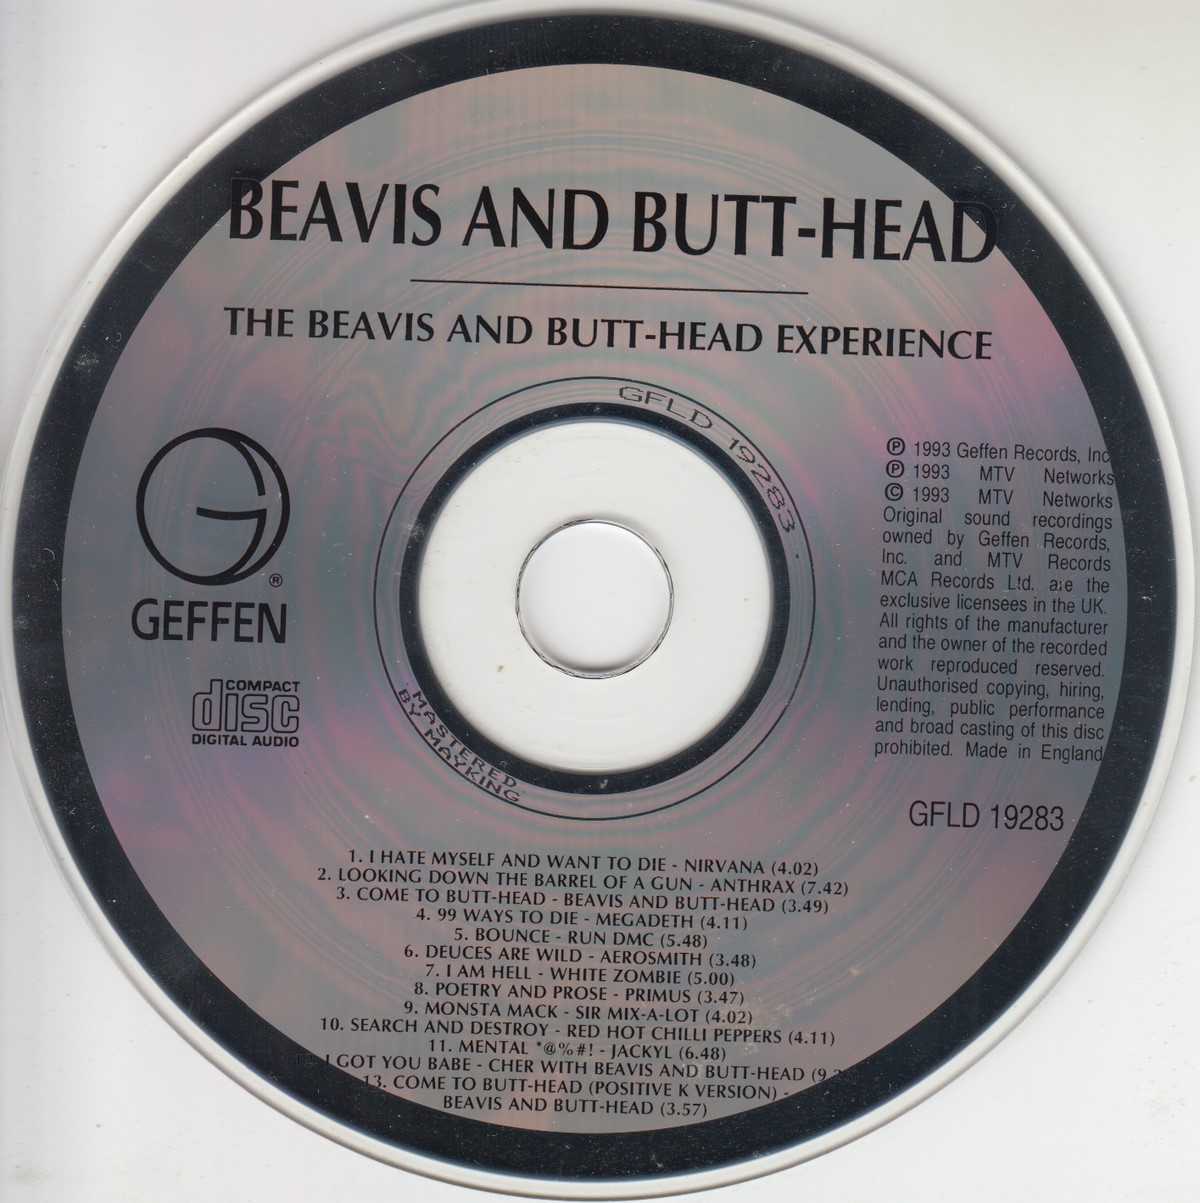 BEAVIS AND BUTT-HEAD
THE BEAVIS AND BUTT-HEAD EXPERIENCE
GFLD 19283
GEFFEN
®
COMPACT
disc
DIGITAL AUDIO
℗ 1993 Geffen Records, Inc
℗ 1993 MTV Networks
© 1993 MTV Networks
Original sound recordings
owned by Geffen Records,
Inc. and MTV Records
MCA Records Ltd. are the
exclusive licensees in the UK.
All rights of the manufacturer
and the owner of the recorded
work reproduced reserved.
Unauthorised copying, hiring,
lending, public performance
and broad casting of this disc
prohibited. Made in England
MASTERED
BY MAYKING
GFLD 19283
1. I HATE MYSELF AND WANT TO DIE - NIRVANA (4.02)
2. LOOKING DOWN THE BARREL OF A GUN - ANTHRAX (7.42)
3. COME TO BUTT-HEAD - BEAVIS AND BUTT-HEAD (3.49)
4. 99 WAYS TO DIE - MEGADETH (4.11)
5. BOUNCE - RUN DMC (5.48)
6. DEUCES ARE WILD - AEROSMITH (3.48)
7. I AM HELL - WHITE ZOMBIE (5.00)
8. POETRY AND PROSE - PRIMUS (3.47)
9. MONSTA MACK - SIR MIX-A-LOT (4.02)
10. SEARCH AND DESTROY - RED HOT CHILLI PEPPERS (4.11)
11. MENTAL *@%#! - JACKYL (6.48)
I GOT YOU BABE - CHER WITH BEAVIS AND BUTT-HEAD
13. COME TO BUTT-HEAD (POSITIVE K VERSION) -
BEAVIS AND BUTT-HEAD (3.57)